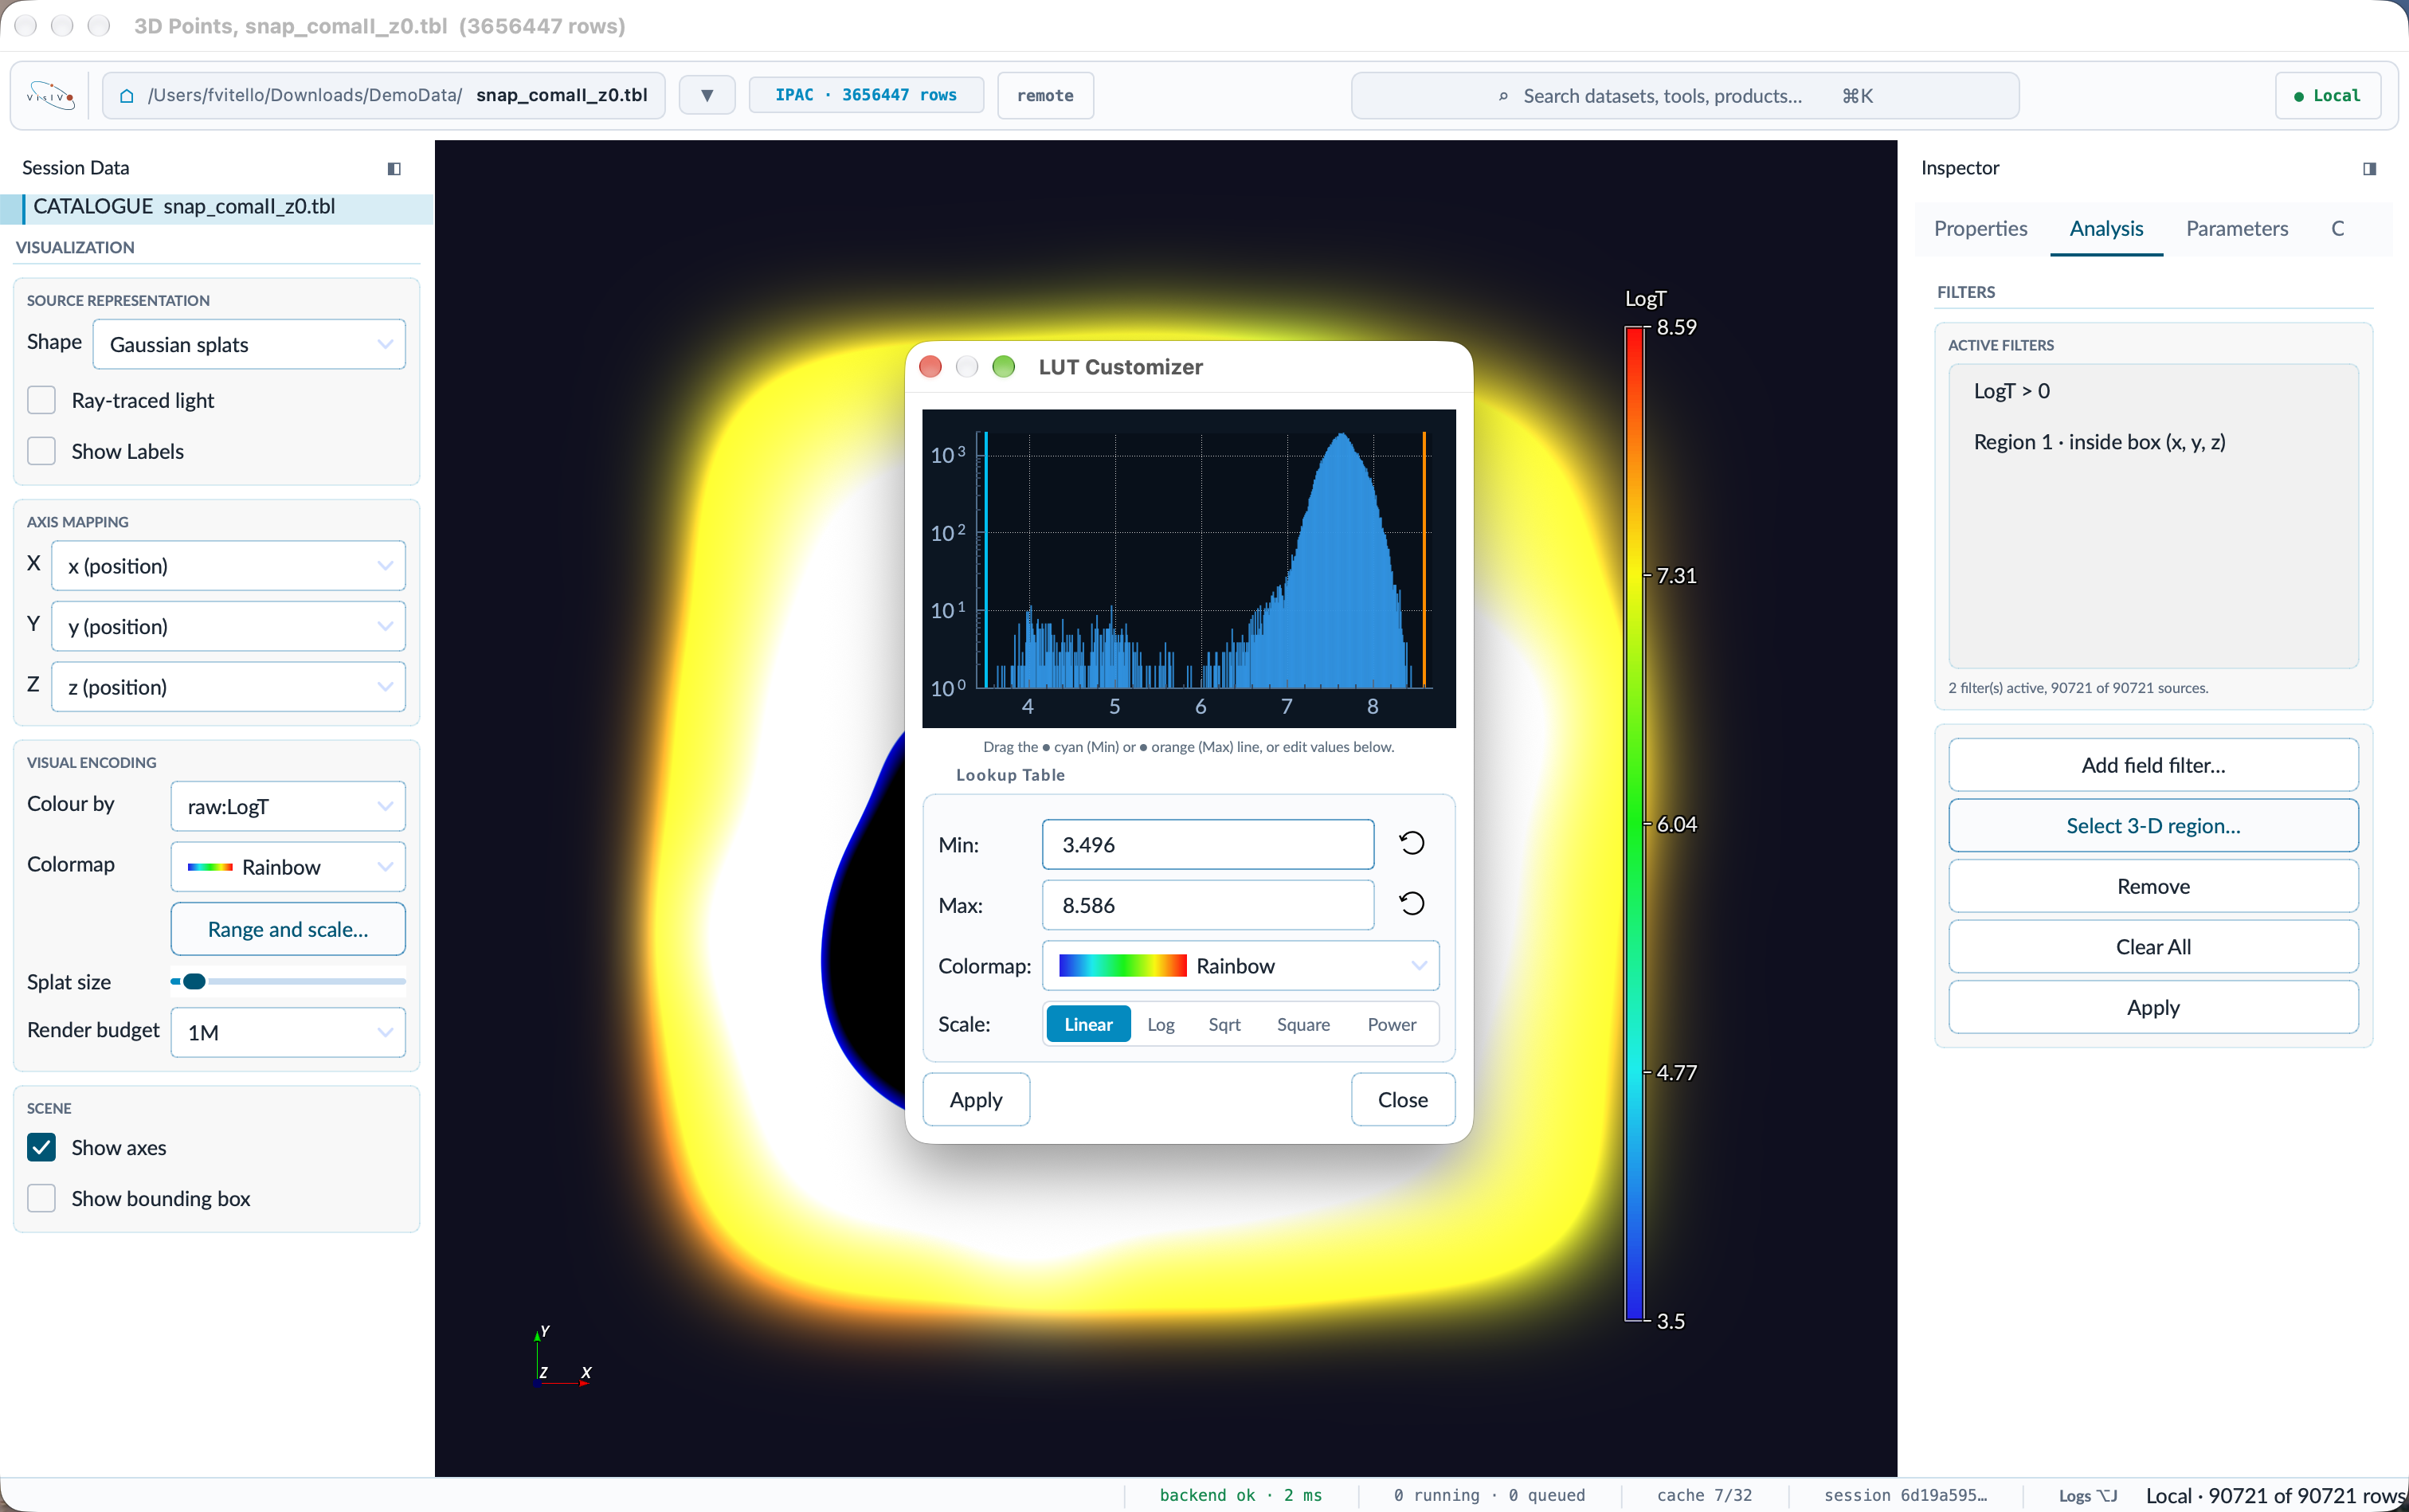 3D Points, snap_comaII_z0.tbl (3656447 rows)
VisIVO
/Users/fvitello/Downloads/DemoData/ snap_comaII_z0.tbl
▼
IPAC · 3656447 rows
remote
Search datasets, tools, products... ⌘K
● Local
Session Data
CATALOGUE snap_comaII_z0.tbl
VISUALIZATION
SOURCE REPRESENTATION
Shape Gaussian splats
Ray-traced light
Show Labels
AXIS MAPPING
X x (position)
Y y (position)
Z z (position)
VISUAL ENCODING
Colour by raw:LogT
Colormap Rainbow
Range and scale...
Splat size
Render budget 1M
SCENE
Show axes
Show bounding box
LogT
8.59
7.31
6.04
4.77
3.5
Y
Z X
LUT Customizer
10³
10²
10¹
10⁰
4 5 6 7 8
Drag the ● cyan (Min) or ● orange (Max) line, or edit values below.
Lookup Table
Min: 3.496
Max: 8.586
Colormap: Rainbow
Scale: Linear Log Sqrt Square Power
Apply Close
Inspector
Properties Analysis Parameters C
FILTERS
ACTIVE FILTERS
LogT > 0
Region 1 · inside box (x, y, z)
2 filter(s) active, 90721 of 90721 sources.
Add field filter...
Select 3-D region...
Remove
Clear All
Apply
backend ok · 2 ms
0 running · 0 queued
cache 7/32
session 6d19a595…
Logs ⌥J
Local · 90721 of 90721 rows